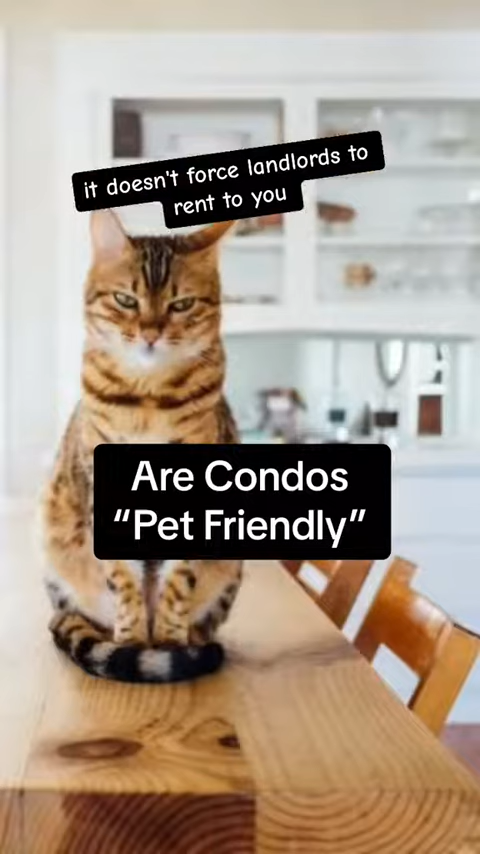 it doesn't force landlords to
rent to you
Are Condos
“Pet Friendly”